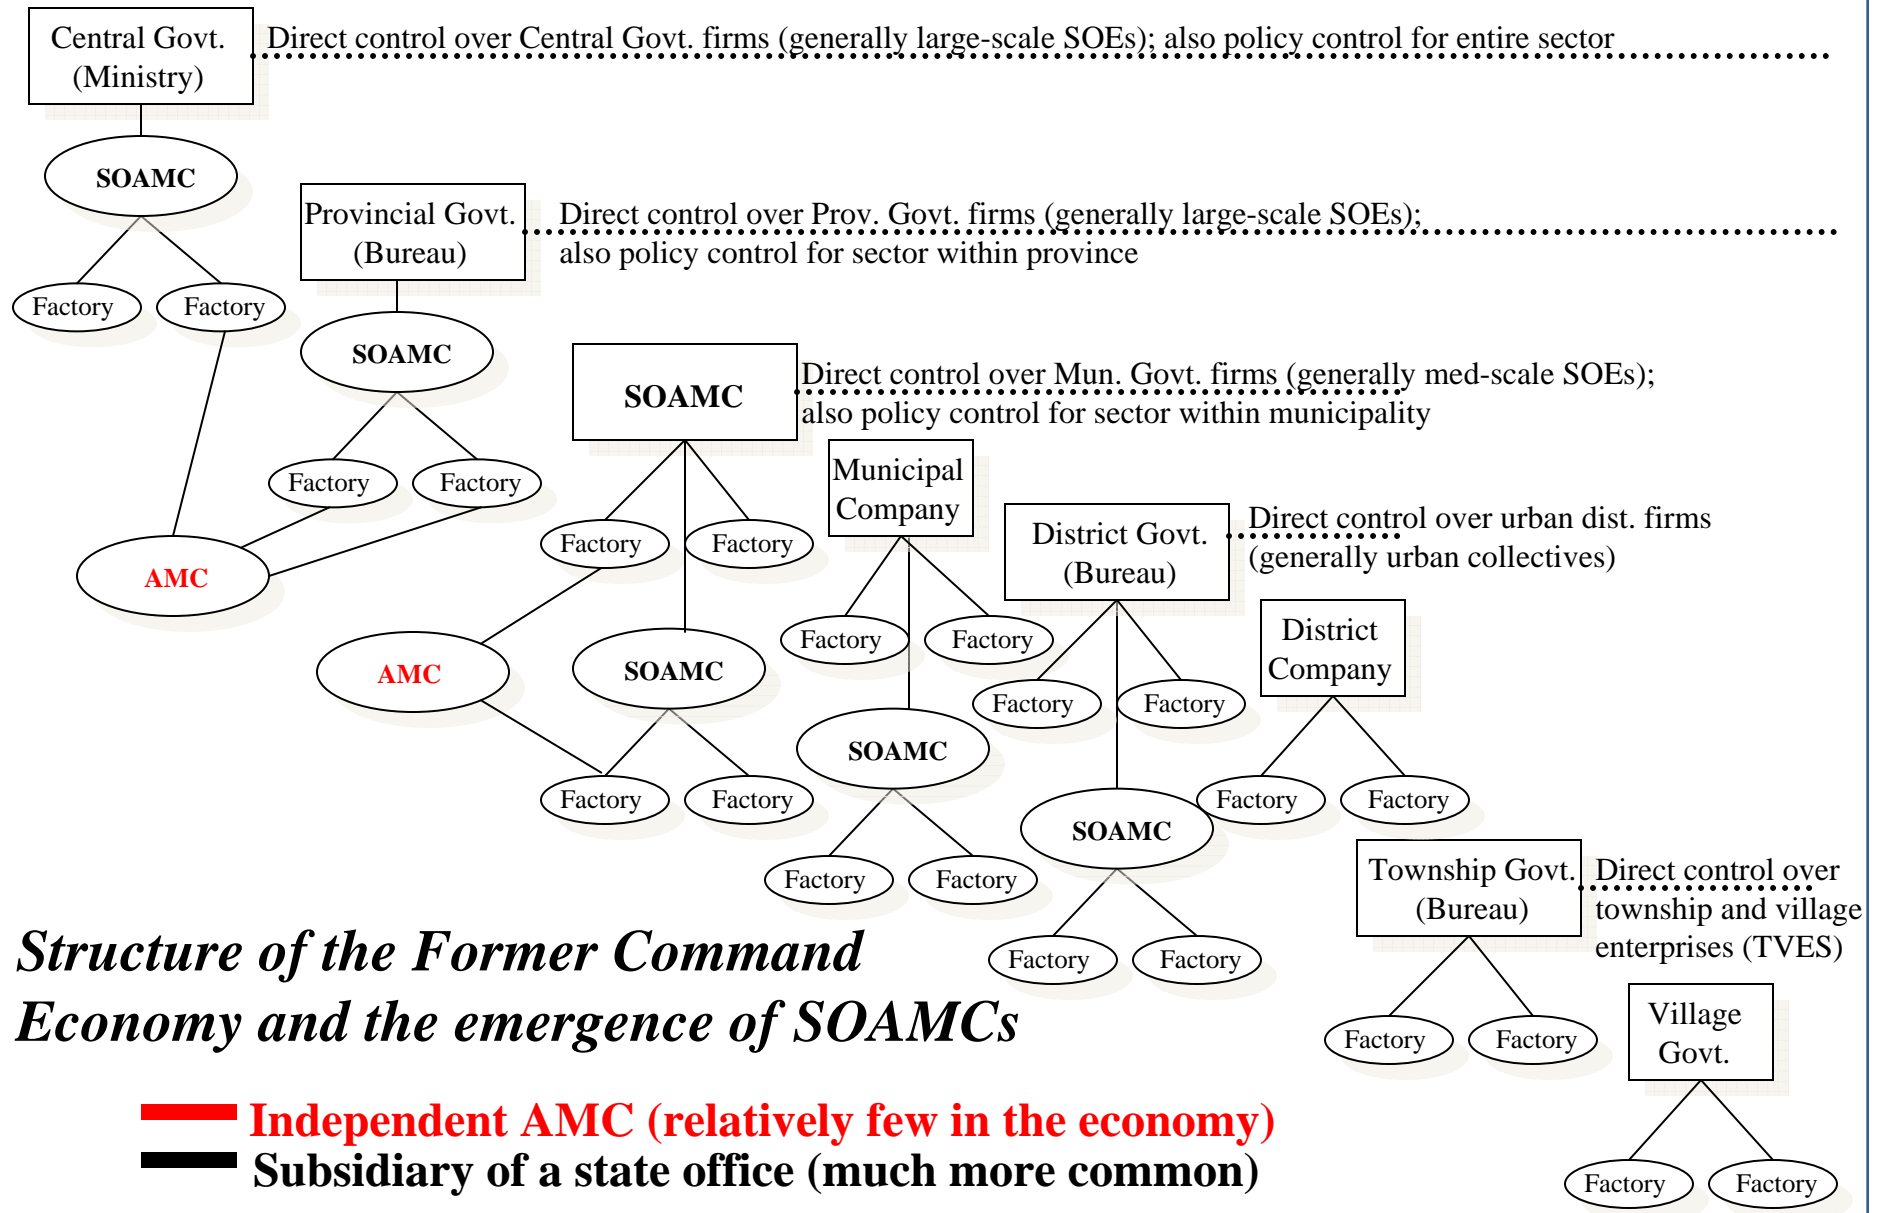 Central Govt.
(Ministry)
Direct control over Central Govt. firms (generally large-scale SOEs); also policy control for entire sector
SOAMC
Factory
Factory
Provincial Govt.
(Bureau)
Direct control over Prov. Govt. firms (generally large-scale SOEs);
also policy control for sector within province
SOAMC
Factory
Factory
AMC
SOAMC
Direct control over Mun. Govt. firms (generally med-scale SOEs);
also policy control for sector within municipality
Factory
Factory
AMC
SOAMC
Factory
Factory
Municipal
Company
Factory
Factory
SOAMC
Factory
Factory
District Govt.
(Bureau)
Direct control over urban dist. firms
(generally urban collectives)
Factory
Factory
SOAMC
Factory
Factory
District
Company
Factory
Factory
Township Govt.
(Bureau)
Direct control over
township and village
enterprises (TVES)
Factory
Factory
Village
Govt.
Factory
Factory
Structure of the Former Command
Economy and the emergence of SOAMCs
Independent AMC (relatively few in the economy)
Subsidiary of a state office (much more common)